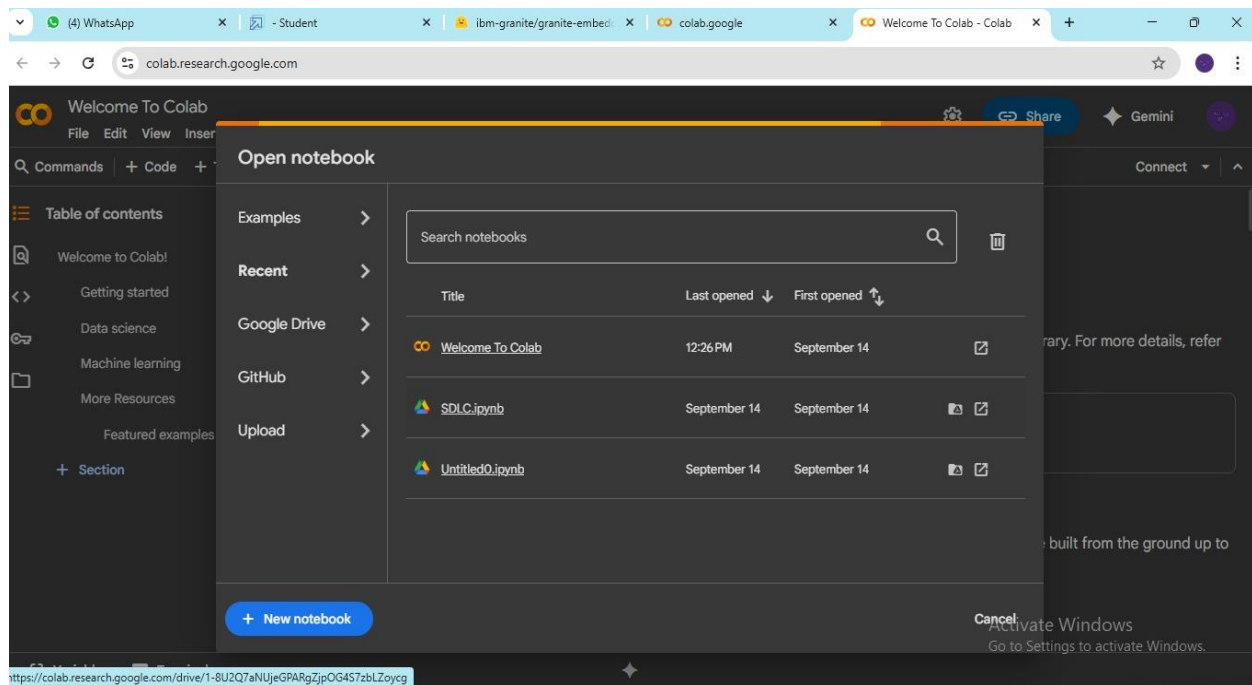 (4) WhatsApp
- Student
ibm-granite/granite-embed
colab.google
Welcome To Colab - Colab
colab.research.google.com
Welcome To Colab
File Edit View Inser
Share
Gemini
Commands + Code +
Connect
Open notebook
Table of contents
Welcome to Colab!
Getting started
Data science
Machine learning
More Resources
Featured examples
+ Section
Examples
Recent
Google Drive
GitHub
Upload
Search notebooks
Title Last opened First opened
Welcome To Colab 12:26 PM September 14
SDLC.ipynb September 14 September 14
Untitled0.ipynb September 14 September 14
rary. For more details, refer
built from the ground up to
+ New notebook
Cancel
Activate Windows
Go to Settings to activate Windows.
https://colab.research.google.com/drive/1-8U2Q7aNUjeGPARgZjpOG4S7zbLZoycg